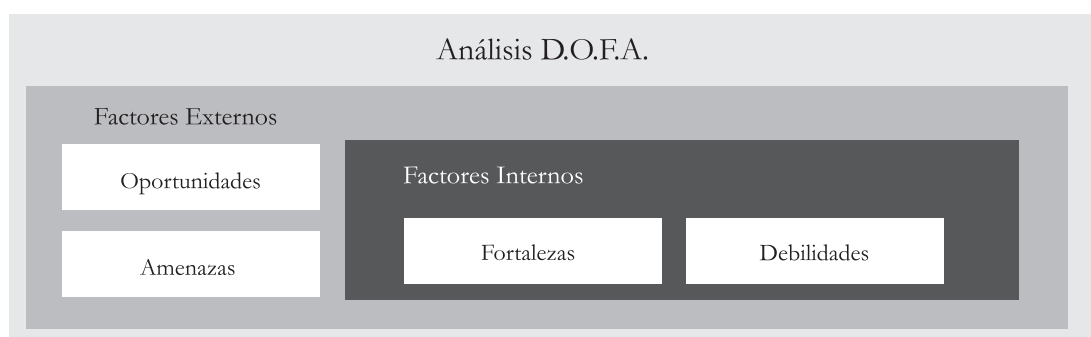 Análisis D.O.F.A.
Factores Externos
Oportunidades
Amenazas
Factores Internos
Fortalezas
Debilidades